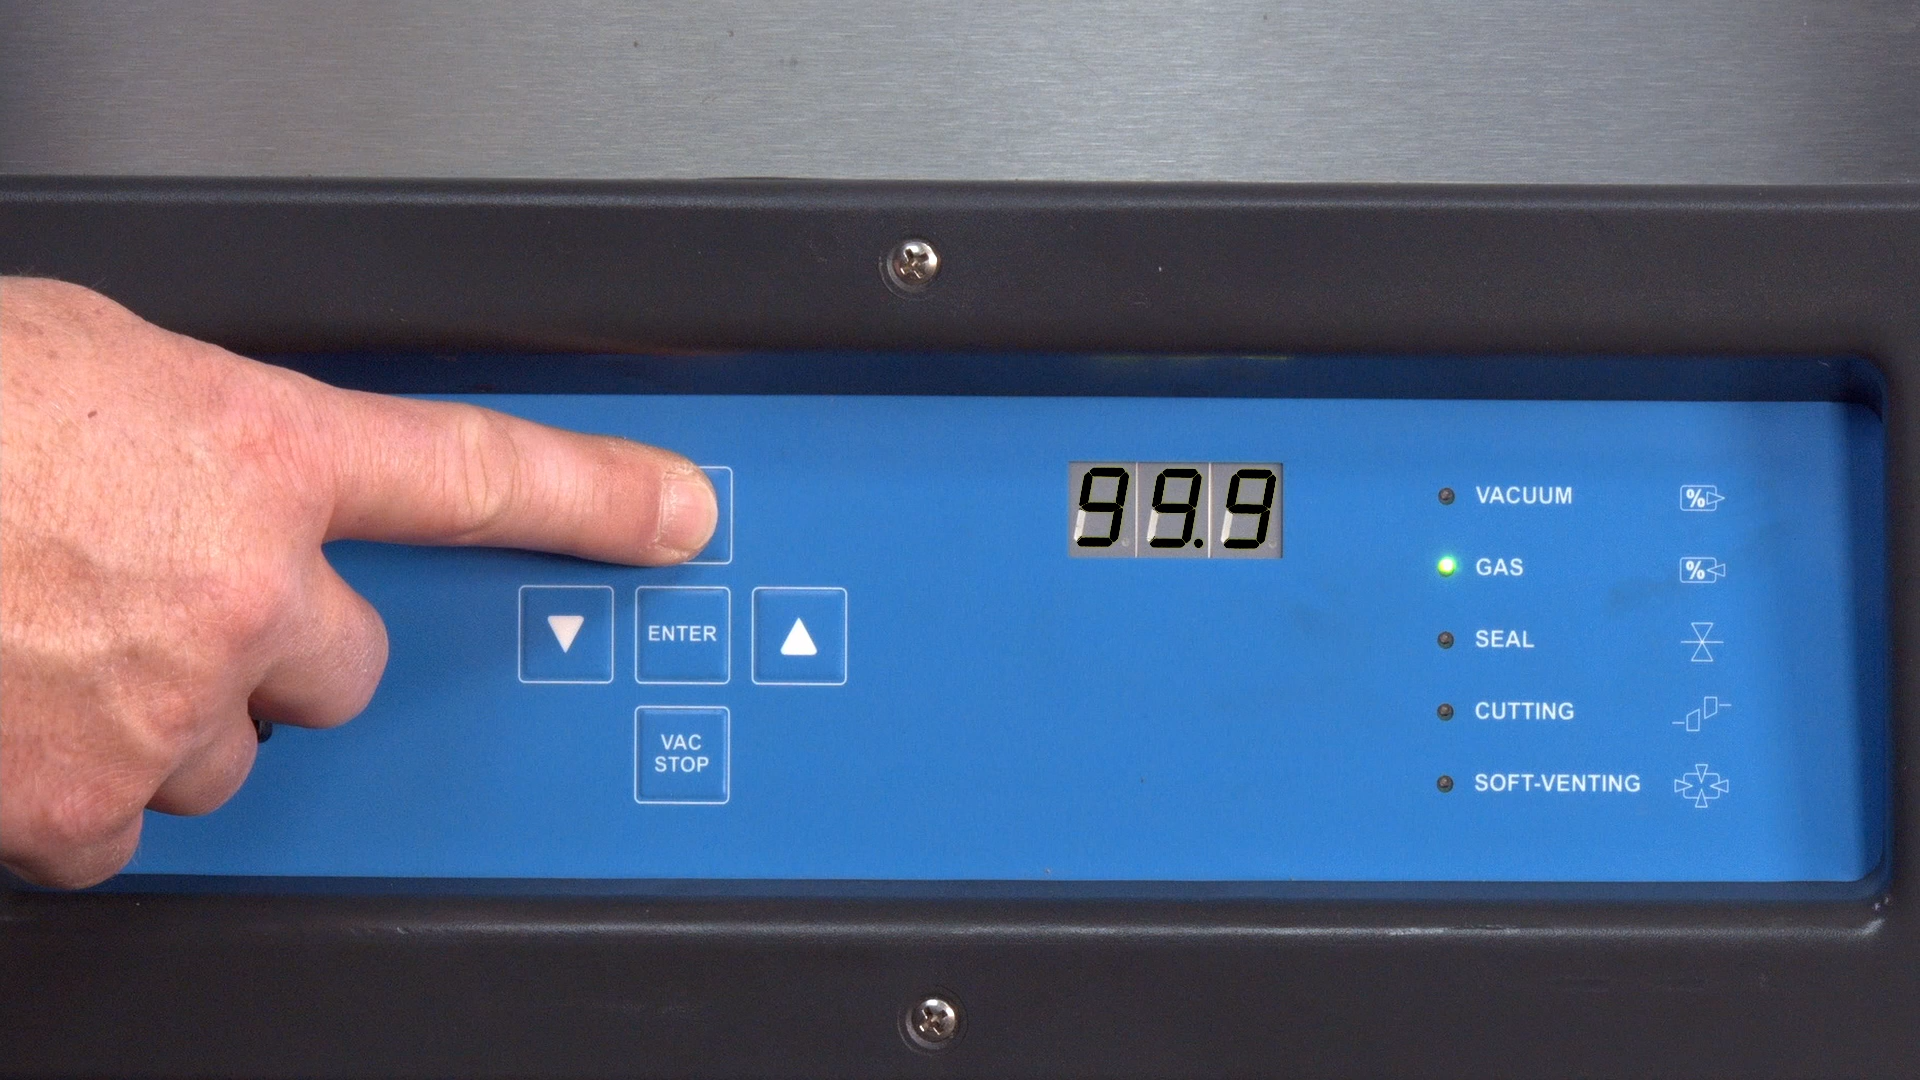 99.9
VACUUM %
GAS %
SEAL
CUTTING
SOFT-VENTING
ENTER
VAC
STOP